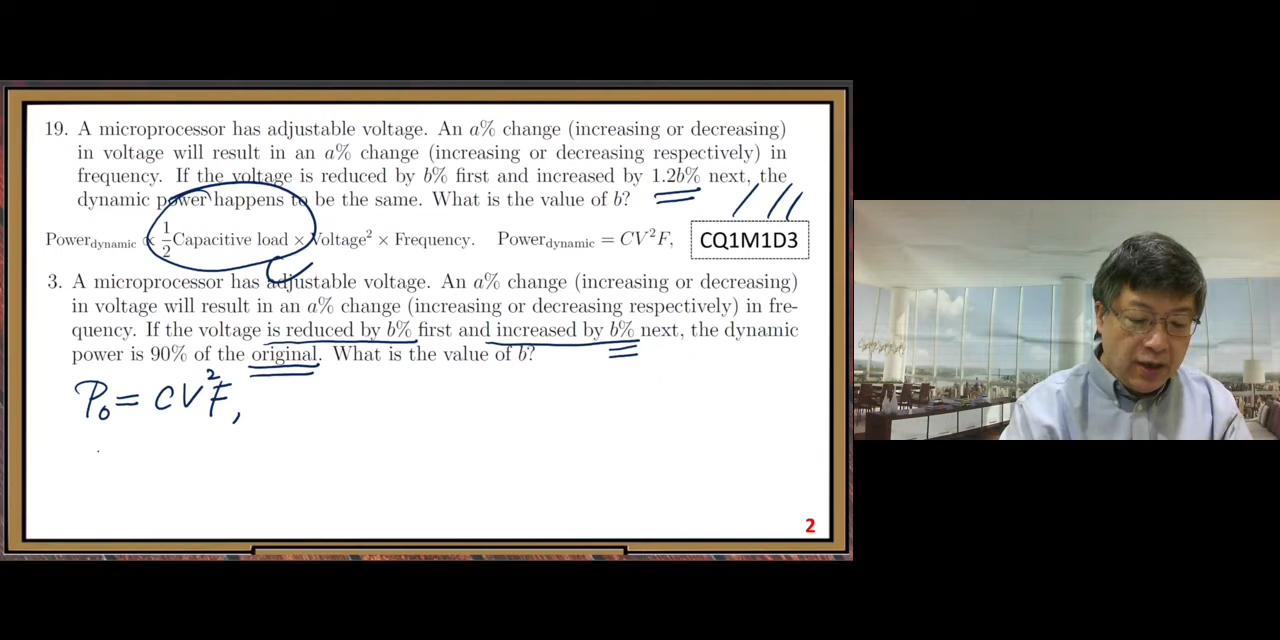 19. A microprocessor has adjustable voltage. An a% change (increasing or decreasing)
in voltage will result in an a% change (increasing or decreasing respectively) in
frequency. If the voltage is reduced by b% first and increased by 1.2b% next, the
dynamic power happens to be the same. What is the value of b?
Power_dynamic ∝ 1/2 Capacitive load × Voltage² × Frequency. Power_dynamic = CV²F,
CQ1M1D3
3. A microprocessor has adjustable voltage. An a% change (increasing or decreasing)
in voltage will result in an a% change (increasing or decreasing respectively) in fre-
quency. If the voltage is reduced by b% first and increased by b% next, the dynamic
power is 90% of the original. What is the value of b?
P₀ = CV²F,
2